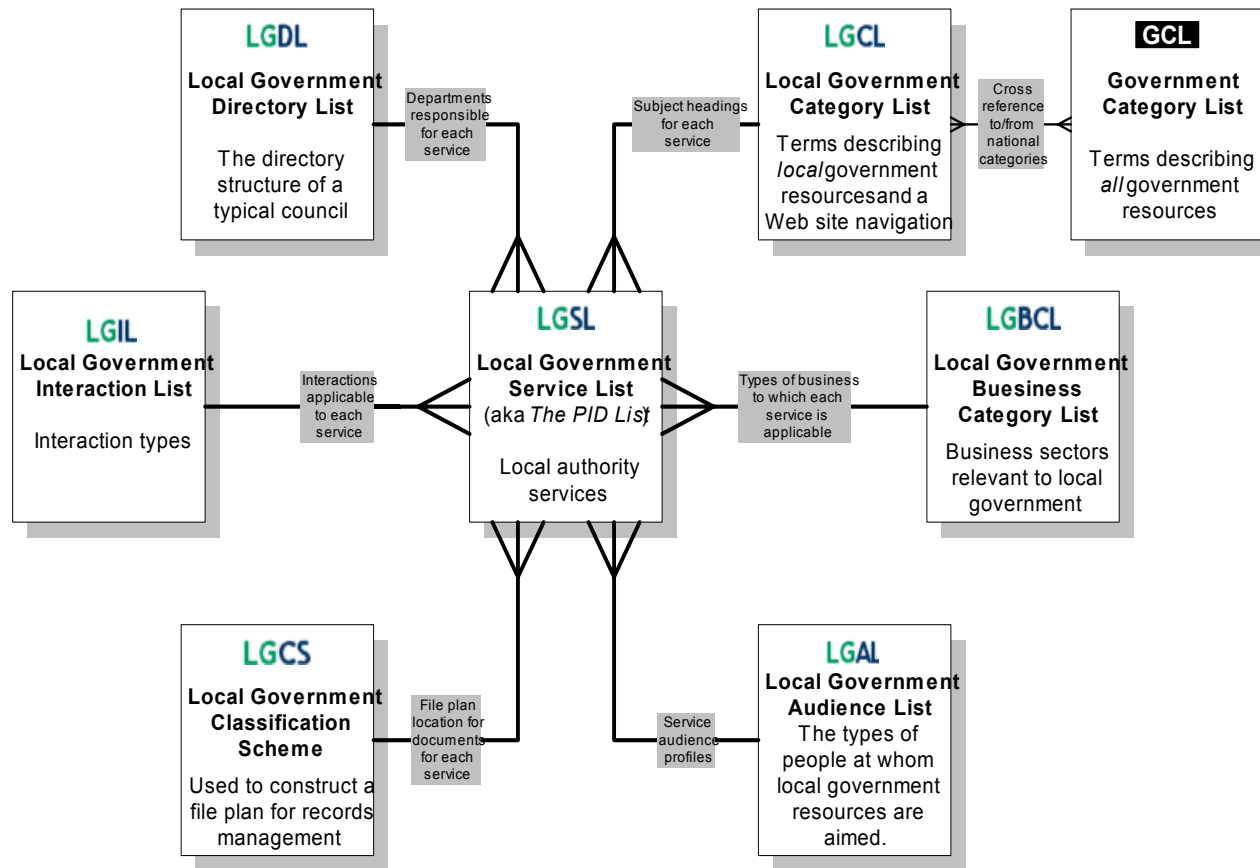 LGDL
Local Government
Directory List
The directory
structure of a
typical council
Departments
responsible
for each
service
Subject headings
for each
service
LGCL
Local Government
Category List
Terms describing
local government
resourcesand a
Web site navigation
Cross
reference
to/from
national
categories
GCL
Government
Category List
Terms describing
all government
resources
LGIL
Local Government
Interaction List
Interaction types
Interactions
applicable
to each
service
LGSL
Local Government
Service List
(aka The PID List)
Local authority
services
Types of business
to which each
service is
applicable
LGBCL
Local Government
Buesiness
Category List
Business sectors
relevant to local
government
LGCS
Local Government
Classification
Scheme
Used to construct a
file plan for records
management
File plan
location for
documents
for each
service
Service
audience
profiles
LGAL
Local Government
Audience List
The types of
people at whom
local government
resources are
aimed.